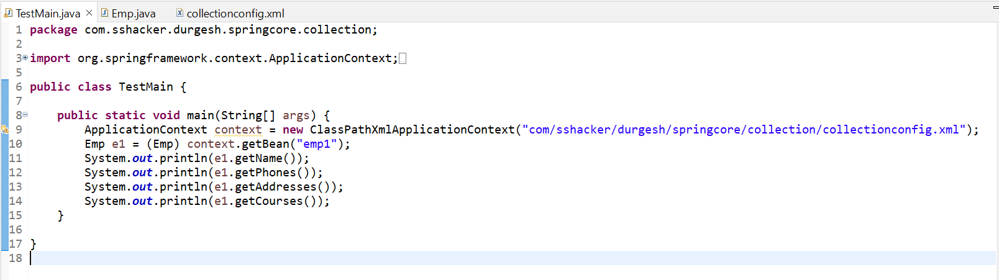 TestMain.java Emp.java collectionconfig.xml
1 package com.sshacker.durgesh.springcore.collection;
2
3 import org.springframework.context.ApplicationContext;
5
6 public class TestMain {
7
8 public static void main(String[] args) {
9 ApplicationContext context = new ClassPathXmlApplicationContext("com/sshacker/durgesh/springcore/collection/collectionconfig.xml");
10 Emp e1 = (Emp) context.getBean("emp1");
11 System.out.println(e1.getName());
12 System.out.println(e1.getPhones());
13 System.out.println(e1.getAddresses());
14 System.out.println(e1.getCourses());
15 }
16
17 }
18